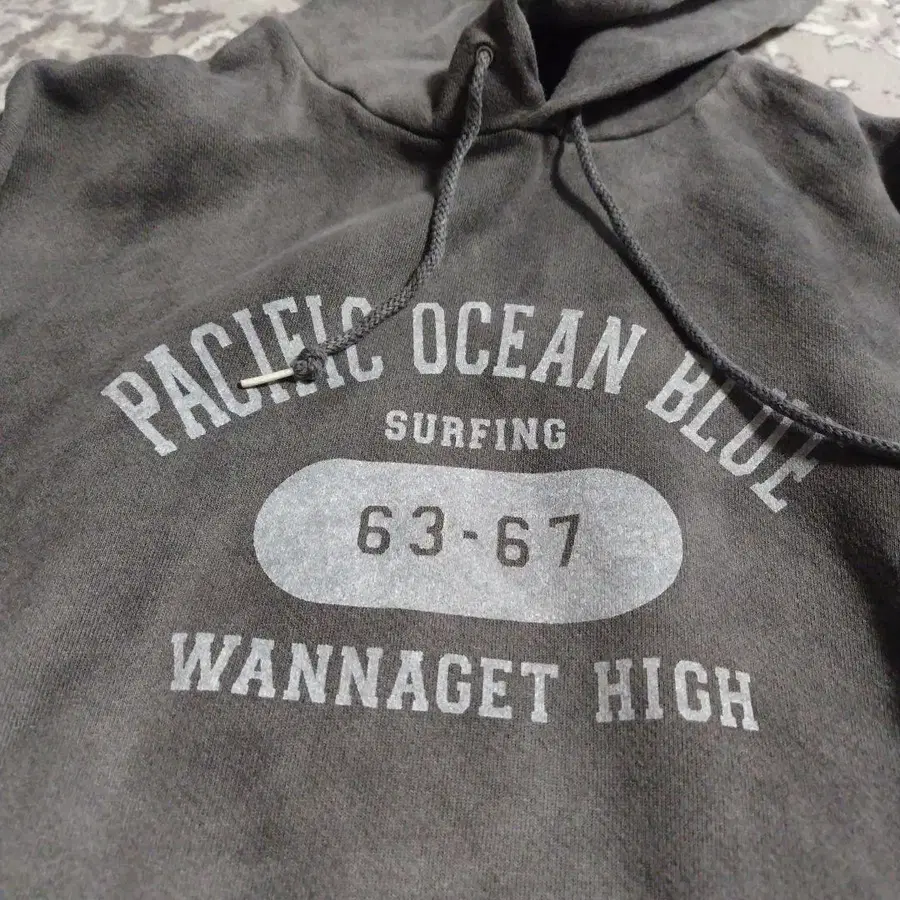 PACIFIC OCEAN BLUE
SURFING
63-67
WANNAGET HIGH